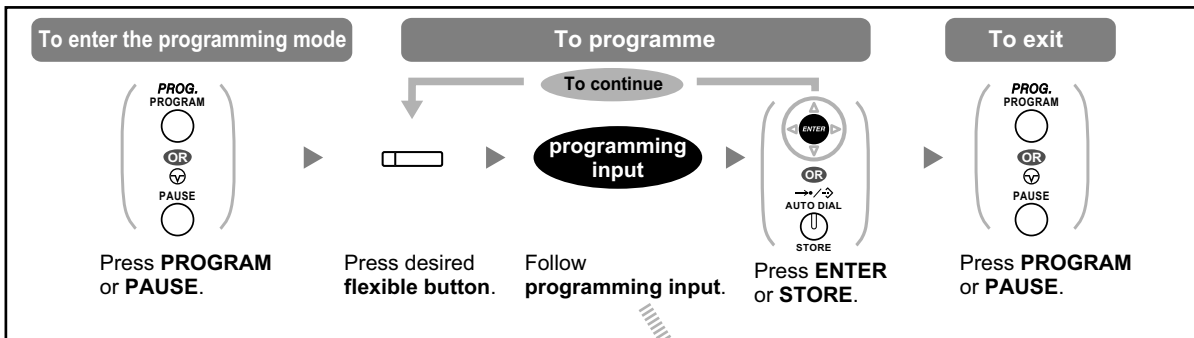 To enter the programming mode
To programme
To exit
To continue
PROG.
PROGRAM
OR
PAUSE
programming
input
ENTER
OR
AUTO DIAL
STORE
PROG.
PROGRAM
OR
PAUSE
Press PROGRAM
or PAUSE.
Press desired
flexible button.
Follow
programming input.
Press ENTER
or STORE.
Press PROGRAM
or PAUSE.